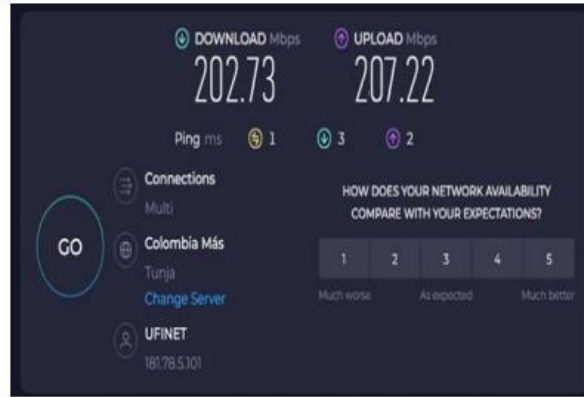 DOWNLOAD Mbps
UPLOAD Mbps
202.73
207.22
Ping ms 1 3 2
Connections
Multi
GO
Colombia Más
Tunja
Change Server
UFINET
181.78.5.101
HOW DOES YOUR NETWORK AVAILABILITY
COMPARE WITH YOUR EXPECTATIONS?
1 2 3 4 5
Much worse As expected Much better